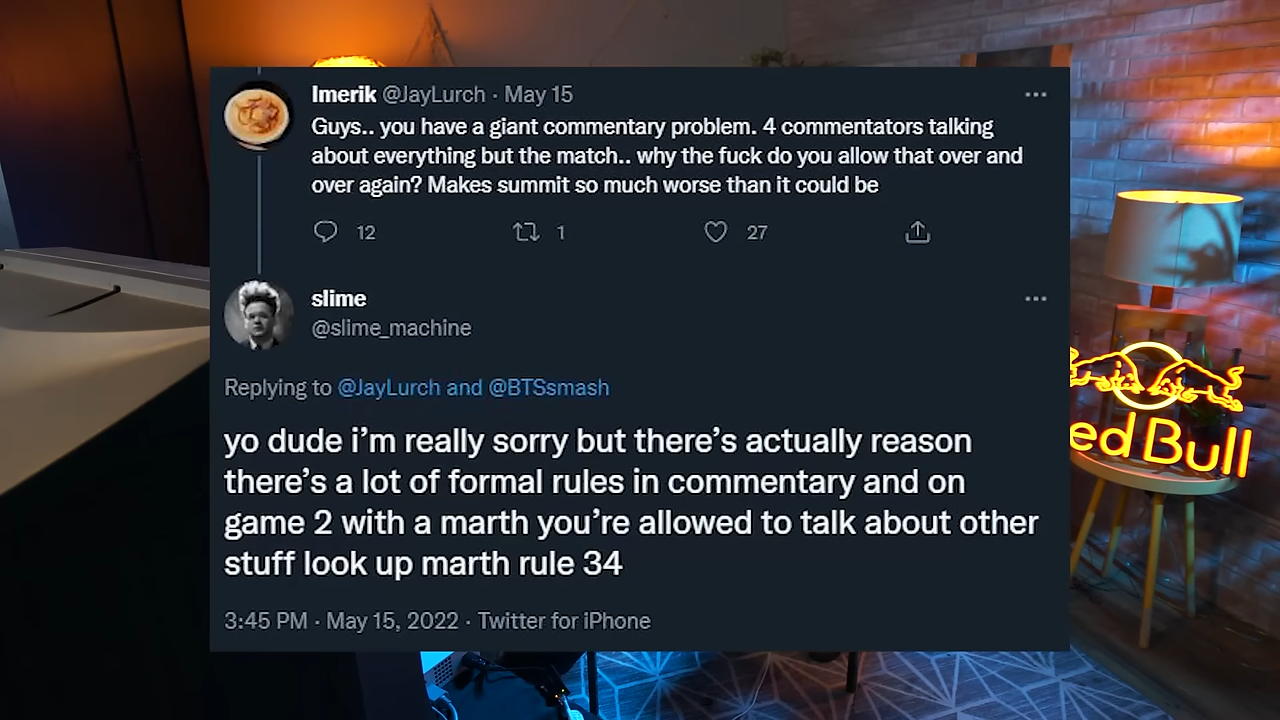 Imerik @JayLurch · May 15
Guys.. you have a giant commentary problem. 4 commentators talking
about everything but the match.. why the fuck do you allow that over and
over again? Makes summit so much worse than it could be
12 1 27
slime
@slime_machine
Replying to @JayLurch and @BTSsmash
yo dude i’m really sorry but there’s actually reason
there’s a lot of formal rules in commentary and on
game 2 with a marth you’re allowed to talk about other
stuff look up marth rule 34
3:45 PM · May 15, 2022 · Twitter for iPhone
ed Bull